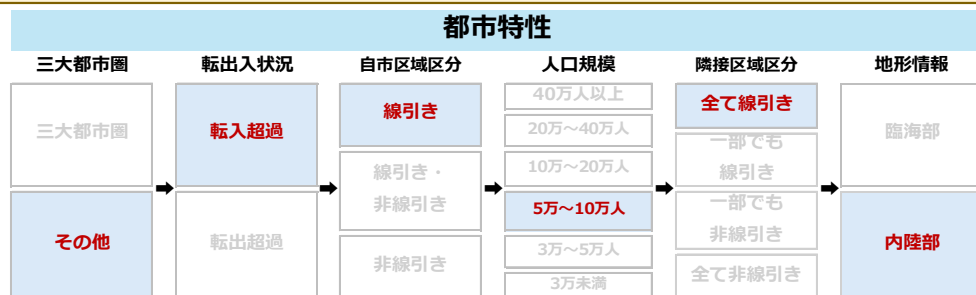 都市特性
三大都市圏
転出入状況
自市区域区分
人口規模
隣接区域区分
地形情報
三大都市圏
その他
転入超過
転出超過
線引き
線引き・
非線引き
非線引き
40万人以上
20万～40万人
10万～20万人
5万～10万人
3万～5万人
3万未満
全て線引き
一部でも
線引き
一部でも
非線引き
全て非線引き
臨海部
内陸部